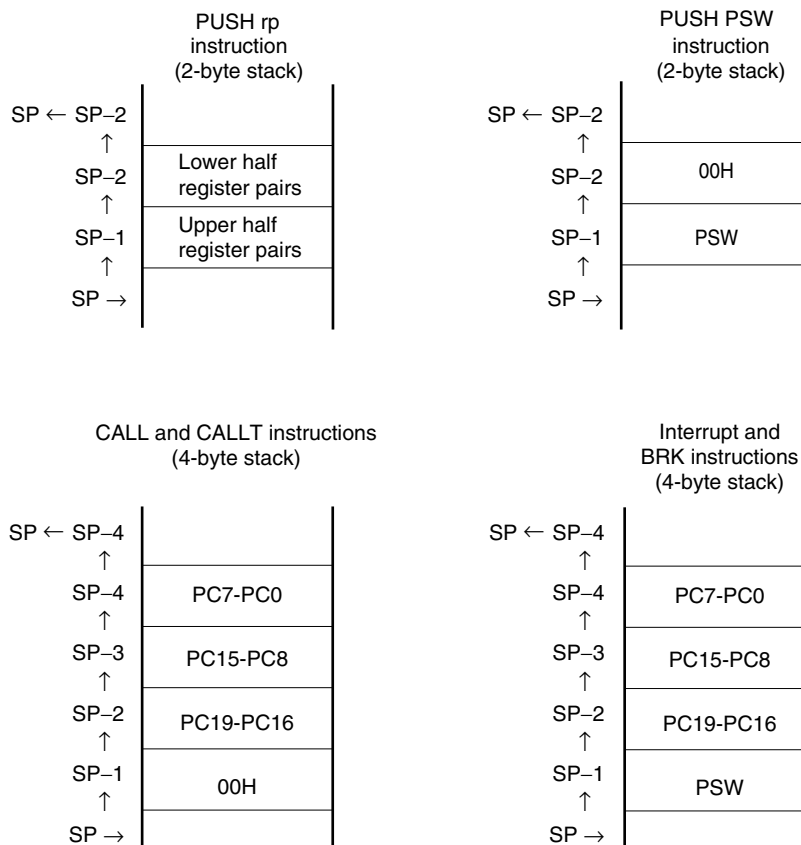 PUSH rp
instruction
(2-byte stack)
SP ← SP–2
↑
SP–2
↑
SP–1
↑
SP →
Lower half
register pairs
Upper half
register pairs
PUSH PSW
instruction
(2-byte stack)
SP ← SP–2
↑
SP–2
↑
SP–1
↑
SP →
00H
PSW
CALL and CALLT instructions
(4-byte stack)
SP ← SP–4
↑
SP–4
↑
SP–3
↑
SP–2
↑
SP–1
↑
SP →
PC7-PC0
PC15-PC8
PC19-PC16
00H
Interrupt and
BRK instructions
(4-byte stack)
SP ← SP–4
↑
SP–4
↑
SP–3
↑
SP–2
↑
SP–1
↑
SP →
PC7-PC0
PC15-PC8
PC19-PC16
PSW